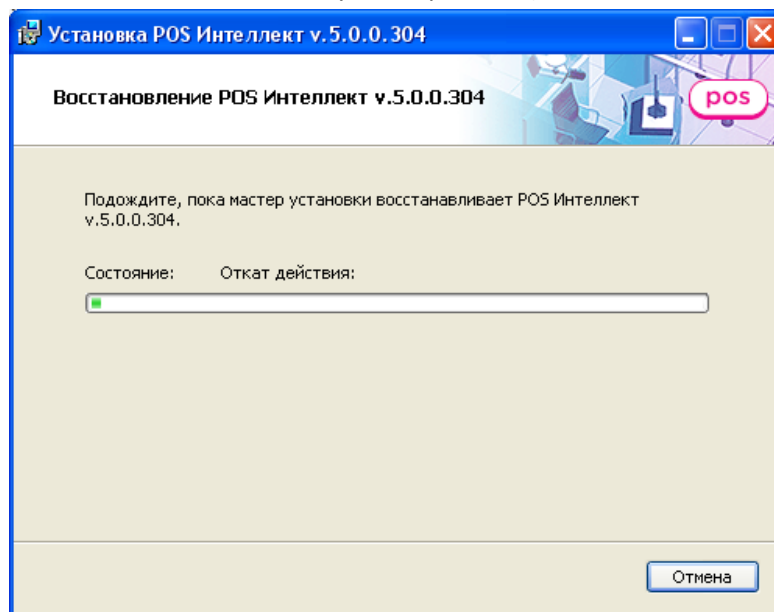 Установка POS Интеллект v.5.0.0.304
Восстановление POS Интеллект v.5.0.0.304
pos
Подождите, пока мастер установки восстанавливает POS Интеллект
v.5.0.0.304.
Состояние: Откат действия:
Отмена